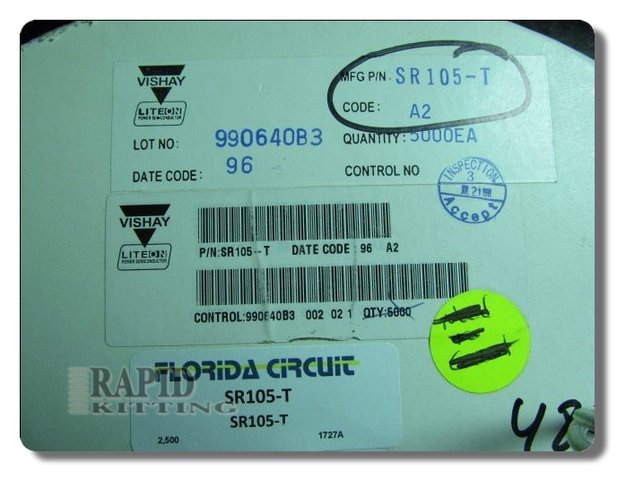 VISHAY
LITEON
POWER SEMICONDUCTOR
MFG P/N: SR105-T
CODE: A2
LOT NO: 990640B3
QUANTITY: 5000EA
DATE CODE: 96
CONTROL NO
INSPECTION
3
Accept
VISHAY
LITEON
POWER SEMICONDUCTOR
P/N:SR105--T DATE CODE : 96 A2
CONTROL:990640B3 002 02 1 QTY:5000
FLORIDA CIRCUIT
SR105-T
SR105-T
2,500 1727A
RAPID
KITTING
48